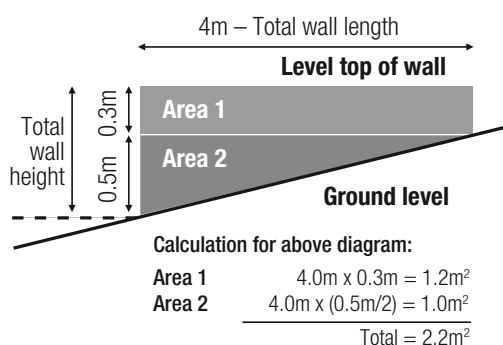 4m – Total wall length
Level top of wall
Total
wall
height
0.3m
Area 1
0.5m
Area 2
Ground level
Calculation for above diagram:
Area 1 4.0m x 0.3m = 1.2m²
Area 2 4.0m x (0.5m/2) = 1.0m²
Total = 2.2m²